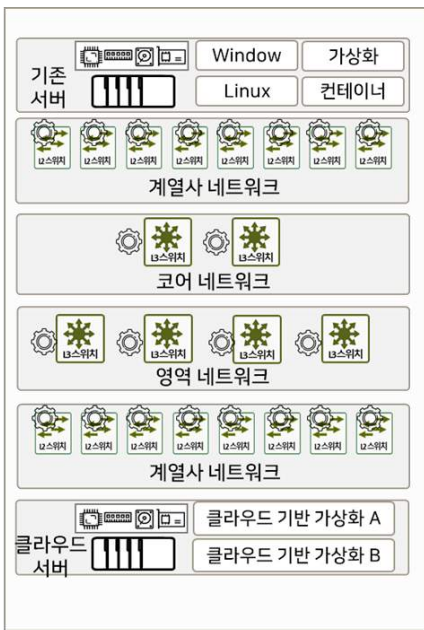 Window 가상화
기존
서버
Linux 컨테이너
L2스위치 L2스위치 L2스위치 L2스위치 L2스위치 L2스위치 L2스위치 L2스위치
계열사 네트워크
L3스위치 L3스위치
코어 네트워크
L3스위치 L3스위치 L3스위치 L3스위치
영역 네트워크
L2스위치 L2스위치 L2스위치 L2스위치 L2스위치 L2스위치 L2스위치 L2스위치
계열사 네트워크
클라우드 기반 가상화 A
클라우드
서버
클라우드 기반 가상화 B